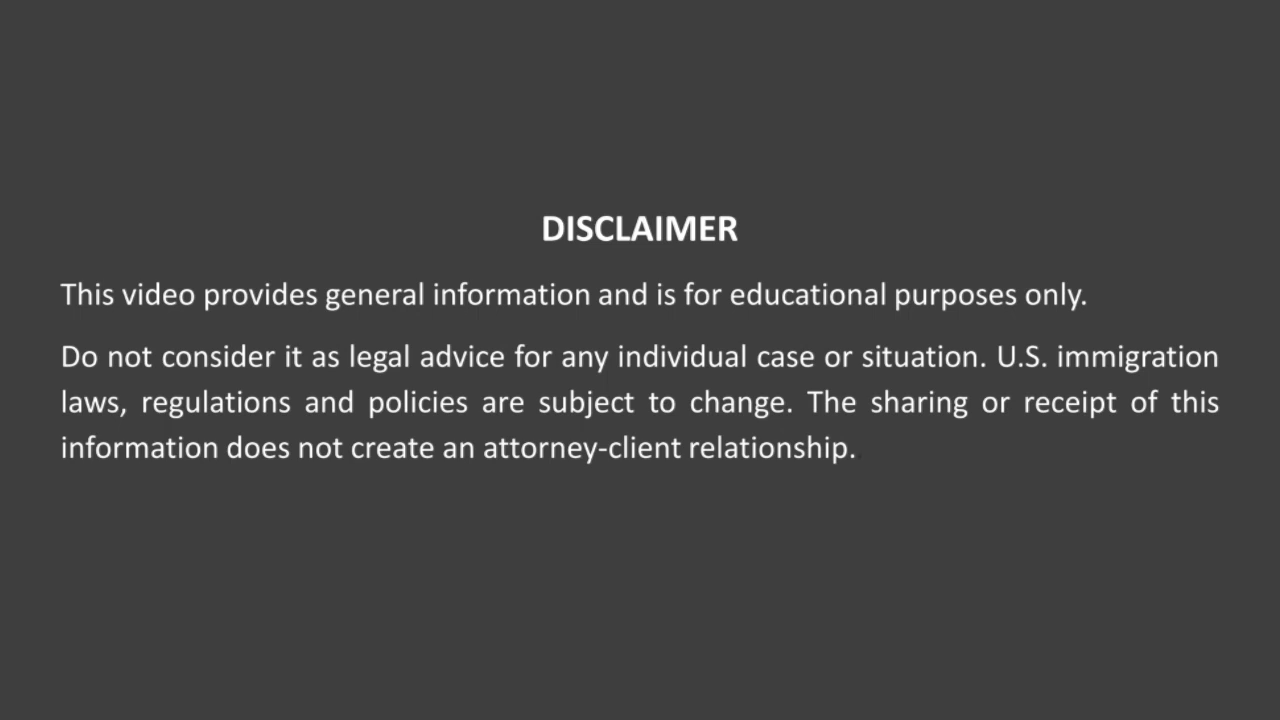 DISCLAIMER
This video provides general information and is for educational purposes only.
Do not consider it as legal advice for any individual case or situation. U.S. immigration
laws, regulations and policies are subject to change. The sharing or receipt of this
information does not create an attorney-client relationship.